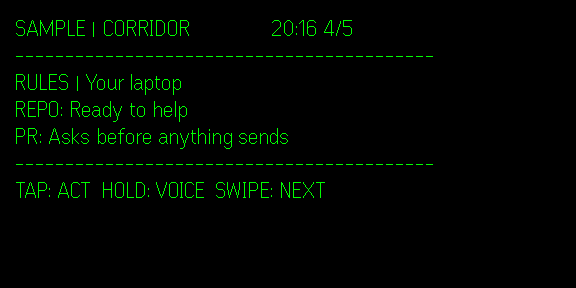 SAMPLE | CORRIDOR 20:16 4/5
------------------------------------------
RULES | Your laptop
REPO: Ready to help
PR: Asks before anything sends
------------------------------------------
TAP: ACT HOLD: VOICE SWIPE: NEXT